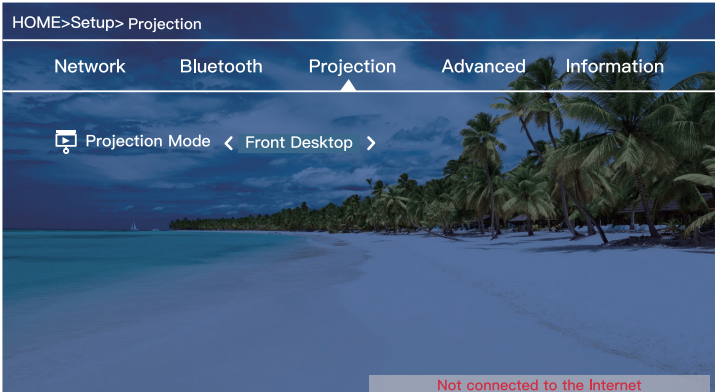 HOME>Setup> Projection
Network Bluetooth Projection Advanced Information
Projection Mode < Front Desktop >
Not connected to the Internet